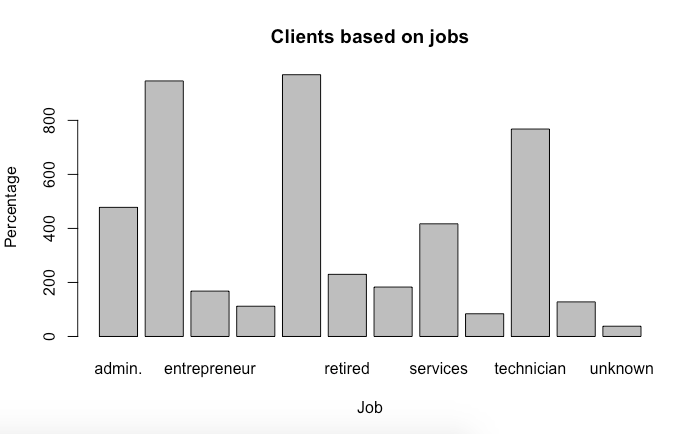 Clients based on jobs
Percentage
800
600
400
200
0
admin. entrepreneur retired services technician unknown
Job